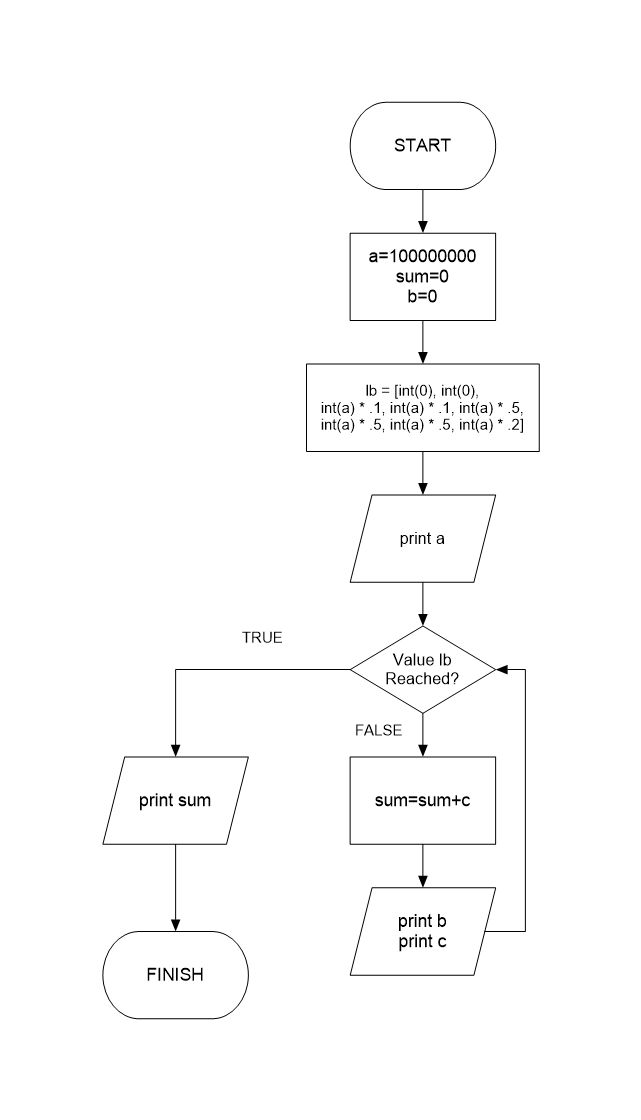 START
a=100000000
sum=0
b=0
lb = [int(0), int(0),
int(a) * .1, int(a) * .1, int(a) * .5,
int(a) * .5, int(a) * .5, int(a) * .2]
print a
TRUE
Value lb
Reached?
FALSE
print sum
sum=sum+c
print b
print c
FINISH